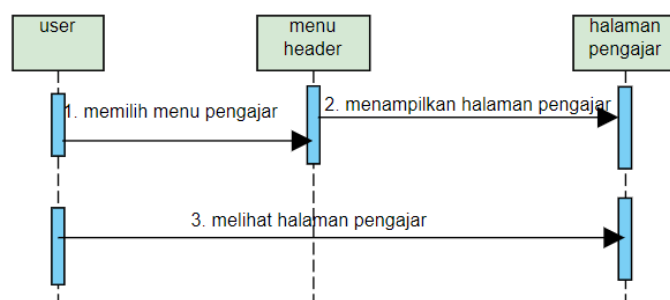 user
menu
header
halaman
pengajar
1. memilih menu pengajar
2. menampilkan halaman pengajar
3. melihat halaman pengajar